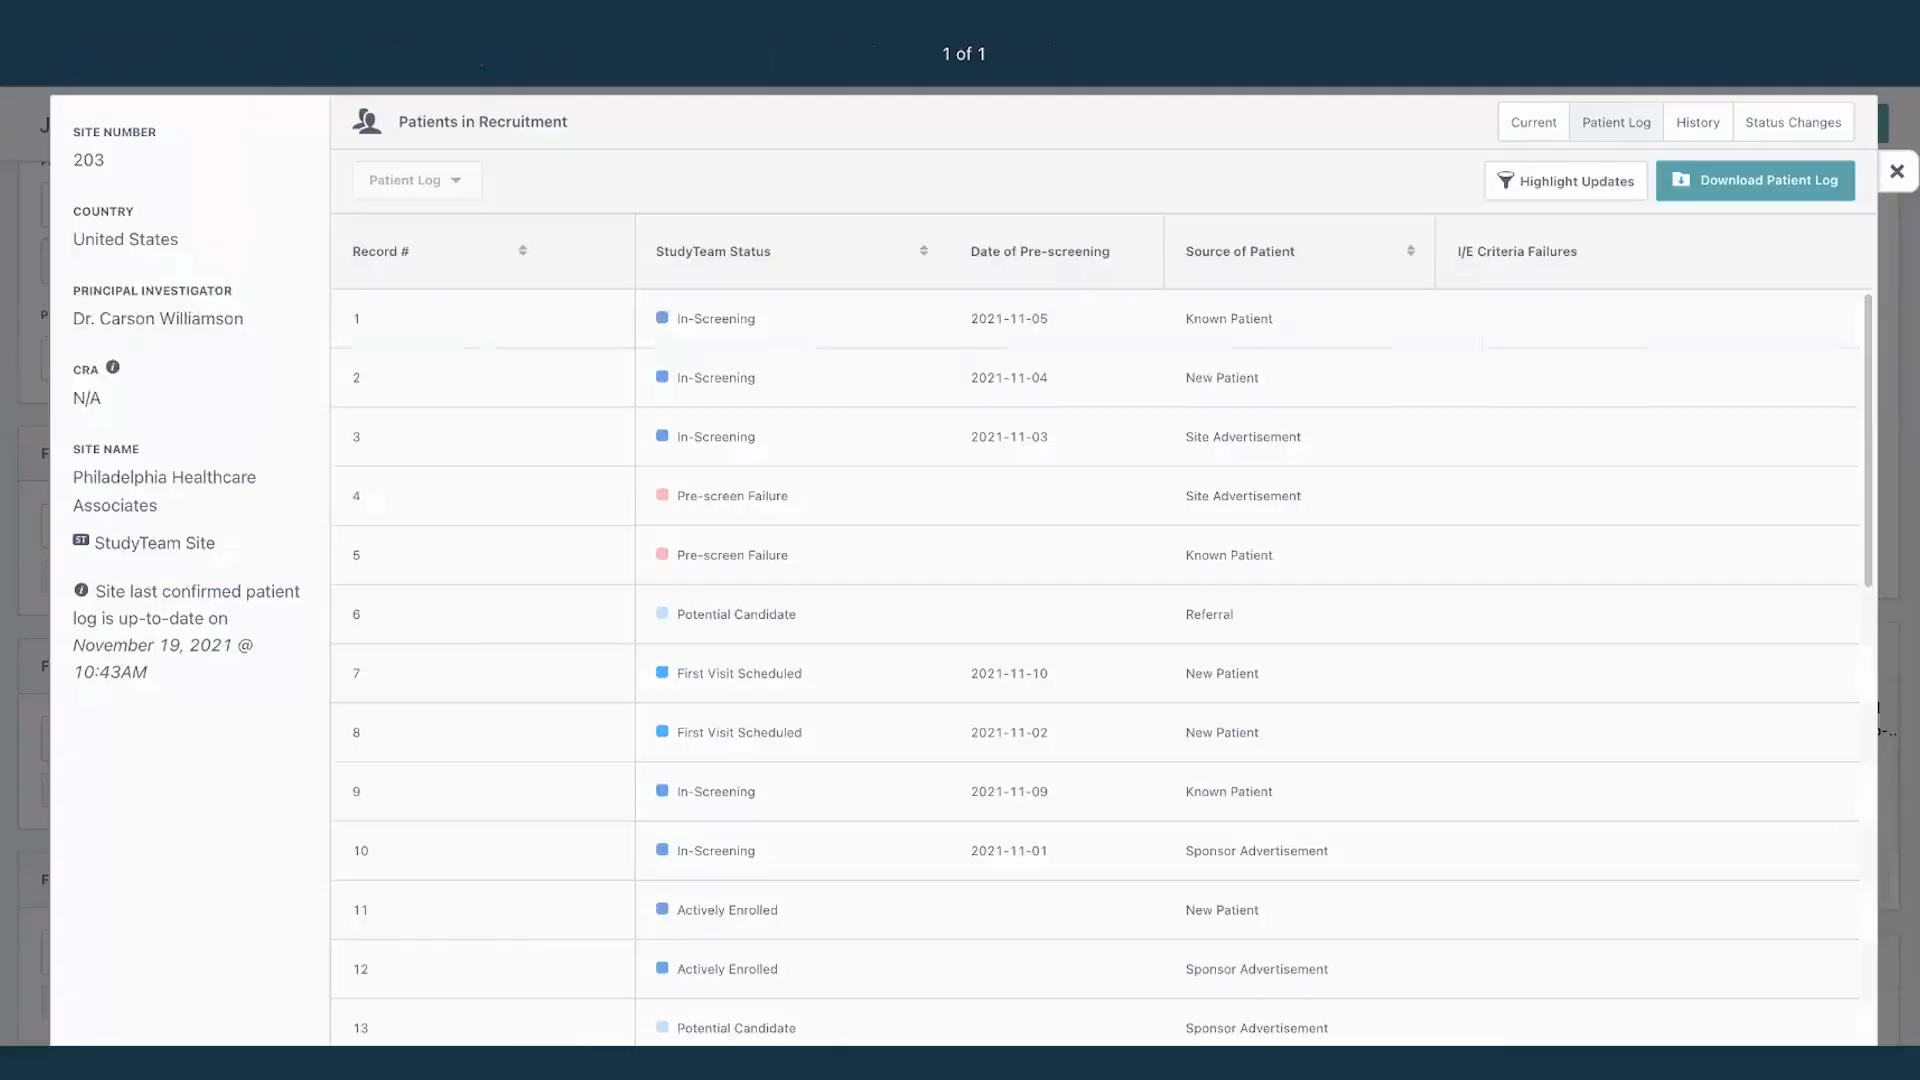 1 of 1
SITE NUMBER
203
COUNTRY
United States
PRINCIPAL INVESTIGATOR
Dr. Carson Williamson
CRA
N/A
SITE NAME
Philadelphia Healthcare
Associates
ST StudyTeam Site
Site last confirmed patient
log is up-to-date on
November 19, 2021 @
10:43AM
Patients in Recruitment
Current Patient Log History Status Changes
Patient Log
Highlight Updates Download Patient Log
Record # StudyTeam Status Date of Pre-screening Source of Patient I/E Criteria Failures
1 In-Screening 2021-11-05 Known Patient
2 In-Screening 2021-11-04 New Patient
3 In-Screening 2021-11-03 Site Advertisement
4 Pre-screen Failure Site Advertisement
5 Pre-screen Failure Known Patient
6 Potential Candidate Referral
7 First Visit Scheduled 2021-11-10 New Patient
8 First Visit Scheduled 2021-11-02 New Patient
9 In-Screening 2021-11-09 Known Patient
10 In-Screening 2021-11-01 Sponsor Advertisement
11 Actively Enrolled New Patient
12 Actively Enrolled Sponsor Advertisement
13 Potential Candidate Sponsor Advertisement